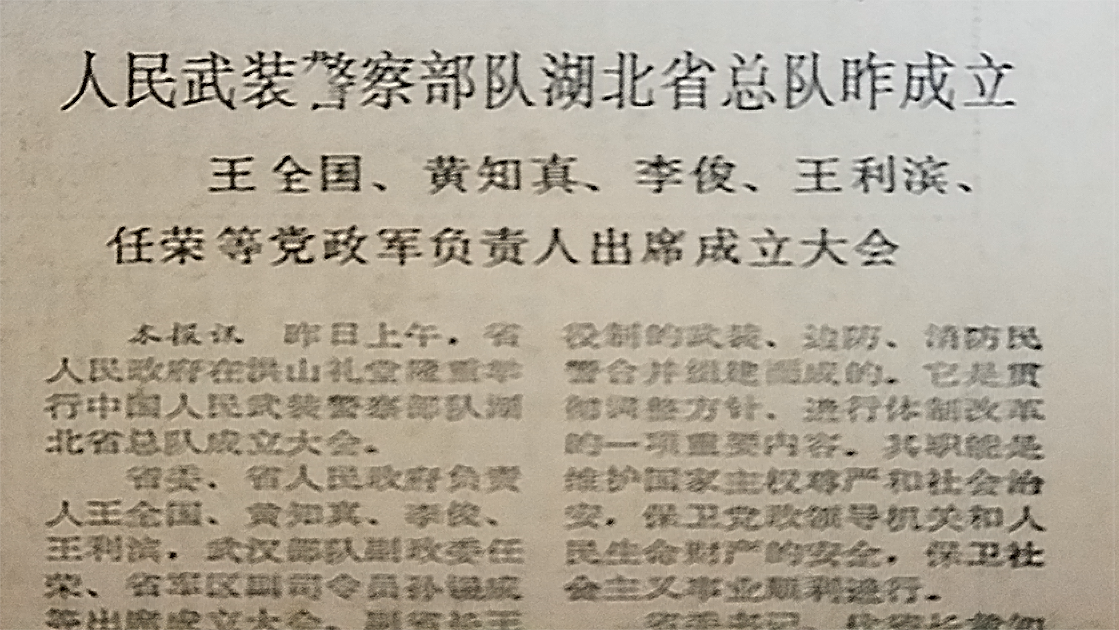 人民武装警察部队湖北省总队昨成立
王全国、黄知真、李俊、王利滨、
任荣等党政军负责人出席成立大会
本报讯 昨日上午，省
人民政府在洪山礼堂隆重举
行中国人民武装警察部队湖
北省总队成立大会。
省委、省人民政府负责
人王全国、黄知真、李俊、
王利滨，武汉部队副政委任
荣、省军区副司令员孙锡成
等出席成立大会。副省长王
役制的武装、边防、消防民
警合并组建而成的。它是贯
彻调整方针，进行体制改革
的一项重要内容。其职能是
维护国家主权尊严和社会治
安，保卫党政领导机关和人
民生命财产的安全，保卫社
会主义事业顺利进行。
省委书记、